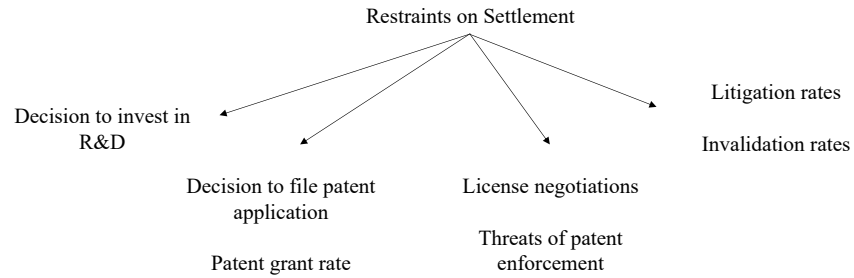 Restraints on Settlement
Decision to invest in
R&D
Decision to file patent
application
Patent grant rate
License negotiations
Threats of patent
enforcement
Litigation rates
Invalidation rates